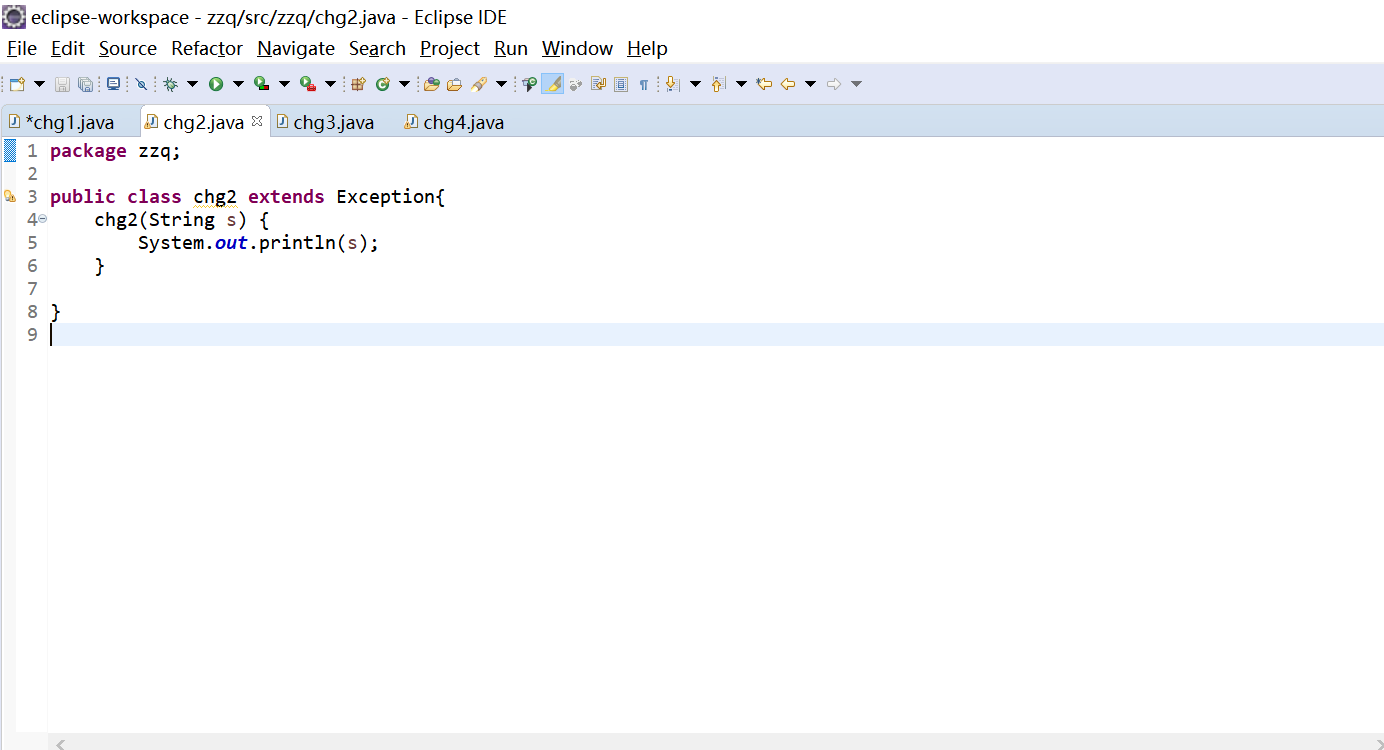 eclipse-workspace - zzq/src/zzq/chg2.java - Eclipse IDE
File Edit Source Refactor Navigate Search Project Run Window Help
*chg1.java chg2.java chg3.java chg4.java
1 package zzq;
2
3 public class chg2 extends Exception{
4 chg2(String s) {
5 System.out.println(s);
6 }
7
8 }
9